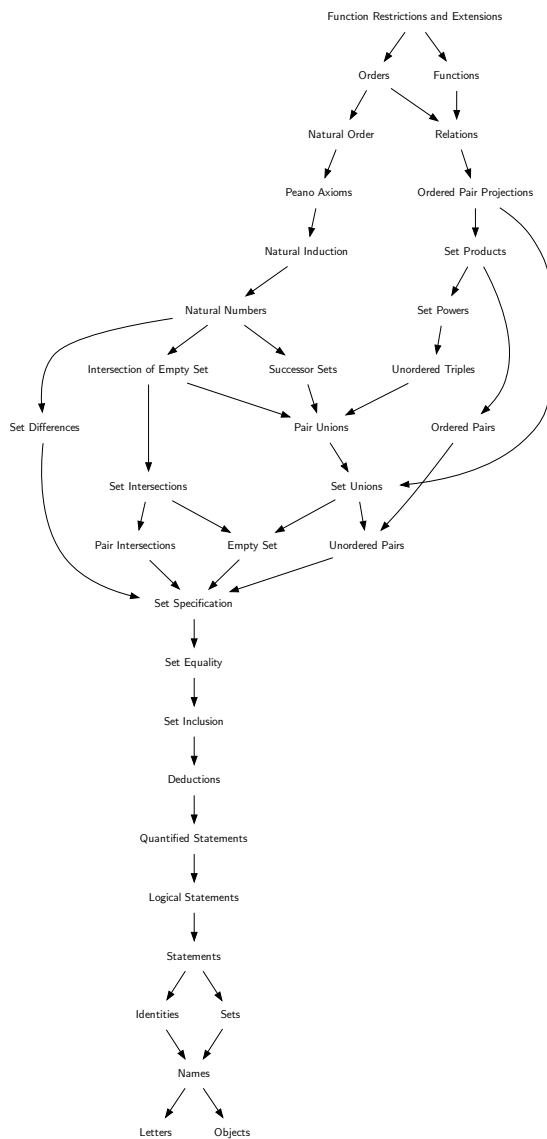 Function Restrictions and Extensions
Orders
Functions
Natural Order
Relations
Peano Axioms
Ordered Pair Projections
Natural Induction
Set Products
Natural Numbers
Set Powers
Intersection of Empty Set
Successor Sets
Unordered Triples
Set Differences
Pair Unions
Ordered Pairs
Set Intersections
Set Unions
Pair Intersections
Empty Set
Unordered Pairs
Set Specification
Set Equality
Set Inclusion
Deductions
Quantified Statements
Logical Statements
Statements
Identities
Sets
Names
Letters
Objects